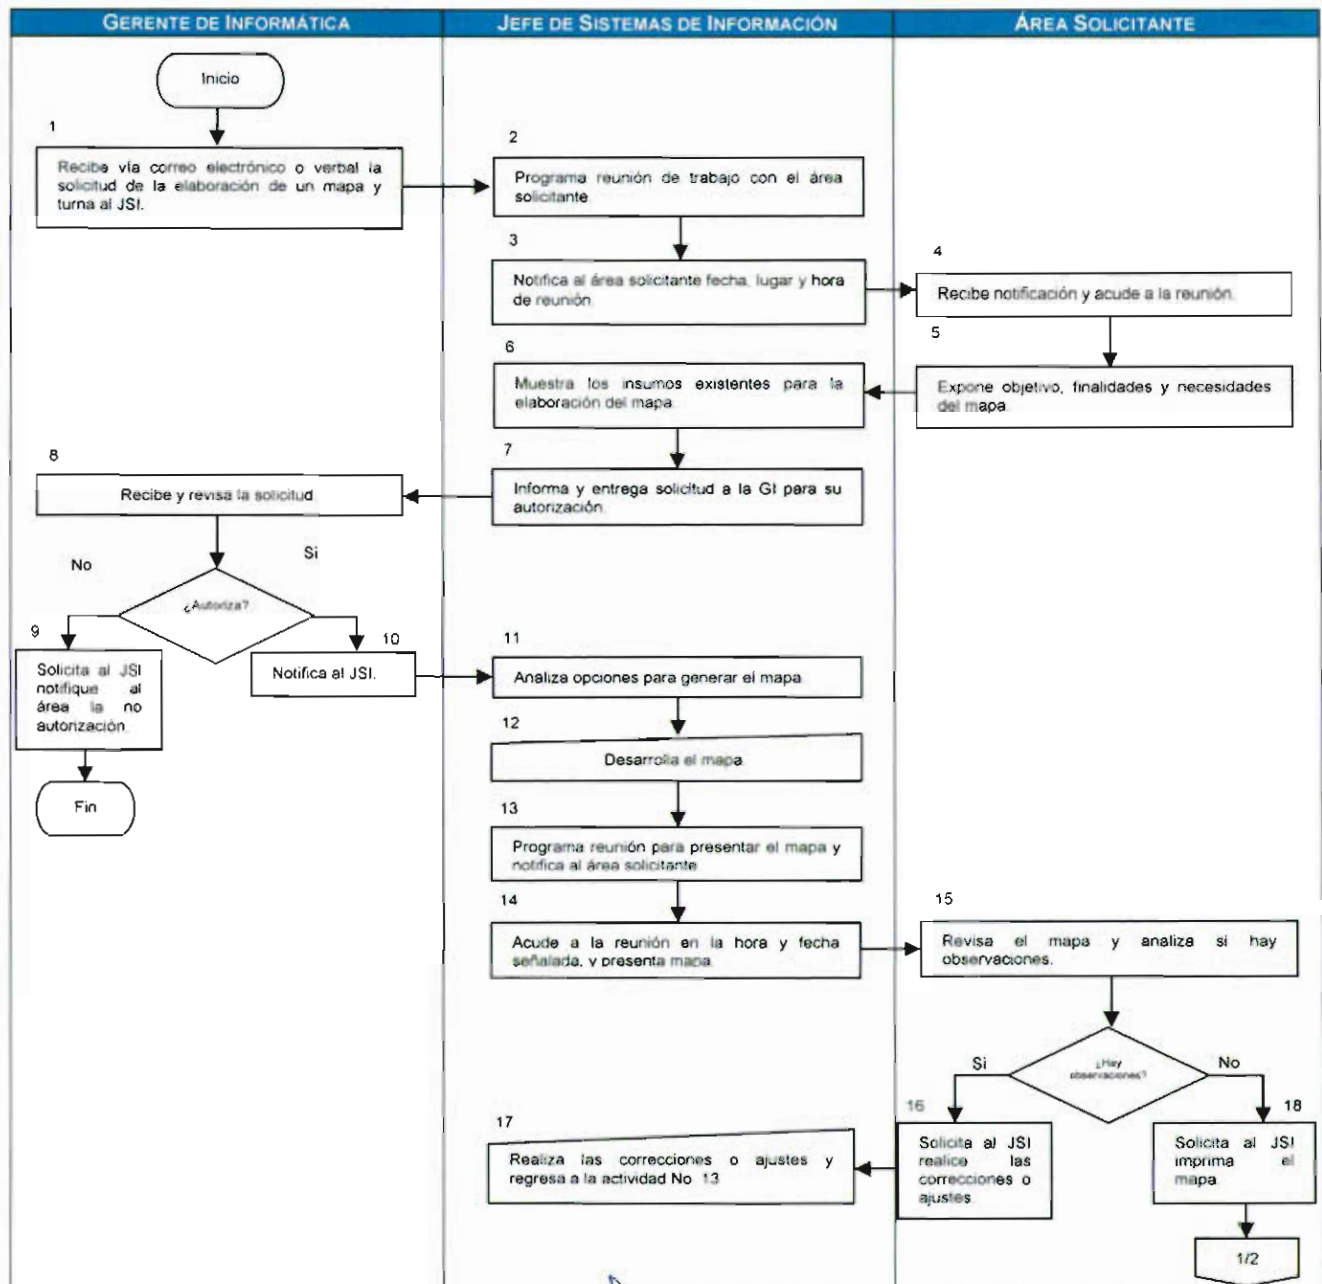 GERENTE DE INFORMÁTICA
JEFE DE SISTEMAS DE INFORMACIÓN
ÁREA SOLICITANTE
Inicio
1
Recibe vía correo electrónico o verbal la
solicitud de la elaboración de un mapa y
turna al JSI.
2
Programa reunión de trabajo con el área
solicitante.
3
Notifica al área solicitante fecha, lugar y hora
de reunión.
4
Recibe notificación y acude a la reunión.
5
Expone objetivo, finalidades y necesidades
del mapa.
6
Muestra los insumos existentes para la
elaboración del mapa.
7
Informa y entrega solicitud a la GI para su
autorización.
8
Recibe y revisa la solicitud
¿Autoriza?
No
Si
9
Solicita al JSI
notifique al
área la no
autorización.
Fin
10
Notifica al JSI.
11
Analiza opciones para generar el mapa
12
Desarrolla el mapa.
13
Programa reunión para presentar el mapa y
notifica al área solicitante
14
Acude a la reunión en la hora y fecha
señalada, y presenta mapa.
15
Revisa el mapa y analiza si hay
observaciones.
¿Hay
observaciones?
Si
No
16
Solicita al JSI
realice las
correcciones o
ajustes.
17
Realiza las correcciones o ajustes y
regresa a la actividad No. 13
18
Solicita al JSI
imprima el
mapa.
1/2